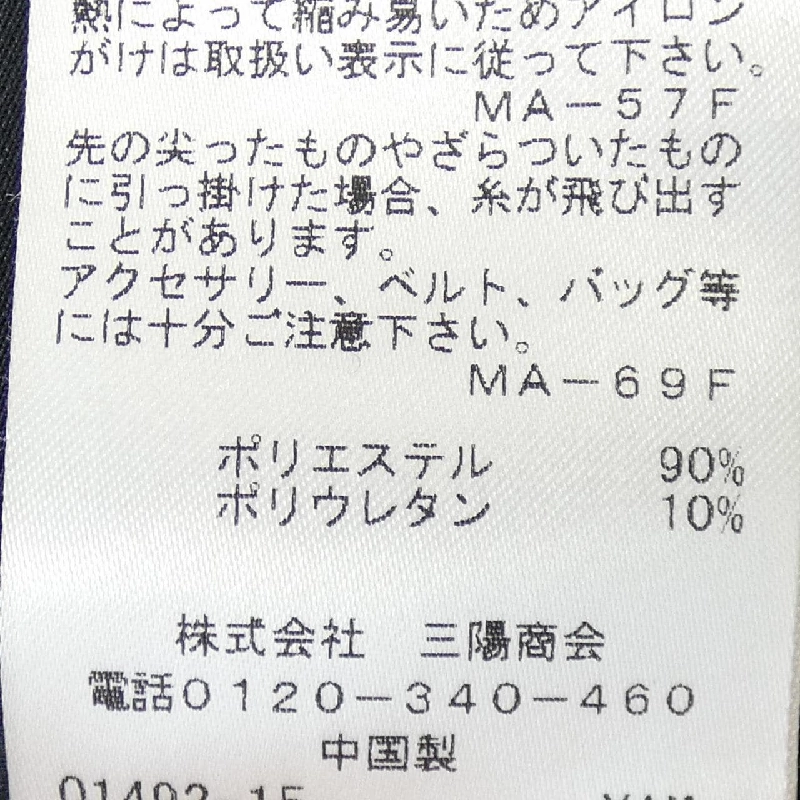 熱によって縮み易いためアイロン
がけは取扱い表示に従って下さい。
MA－57F
先の尖ったものやざらついたもの
に引っ掛けた場合、糸が飛び出す
ことがあります。
アクセサリー、ベルト、バッグ等
には十分ご注意下さい。
MA－69F
ポリエステル 90%
ポリウレタン 10%
株式会社 三陽商会
電話0120－340－460
中国製
01492 15